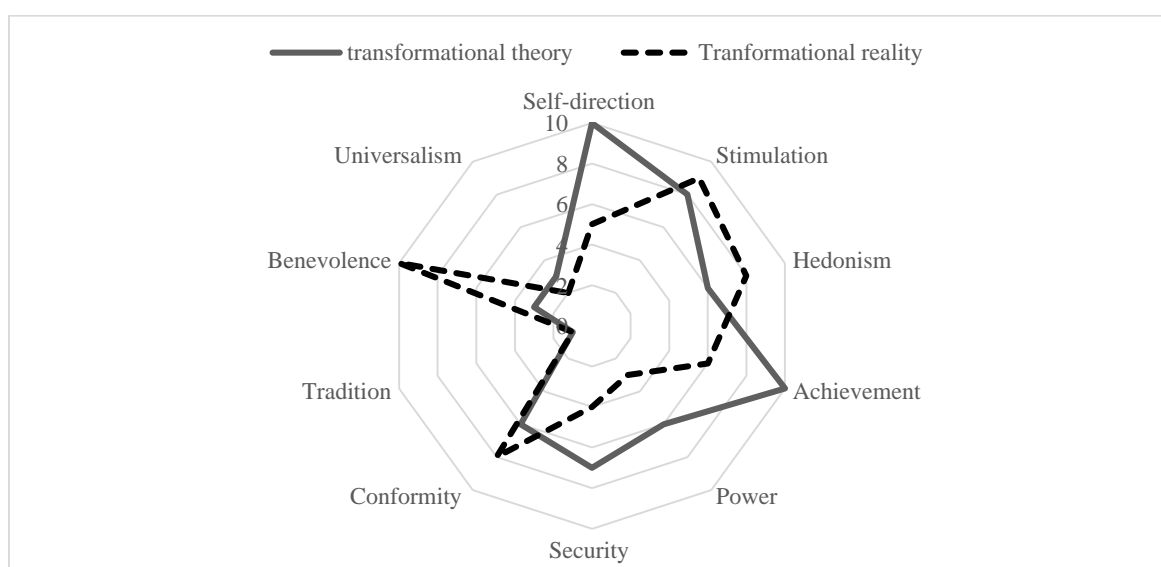 transformational theory Tranformational reality
Self-direction
10
Universalism Stimulation
8
6
4
Benevolence Hedonism
2
0
Tradition Achievement
Conformity Power
Security